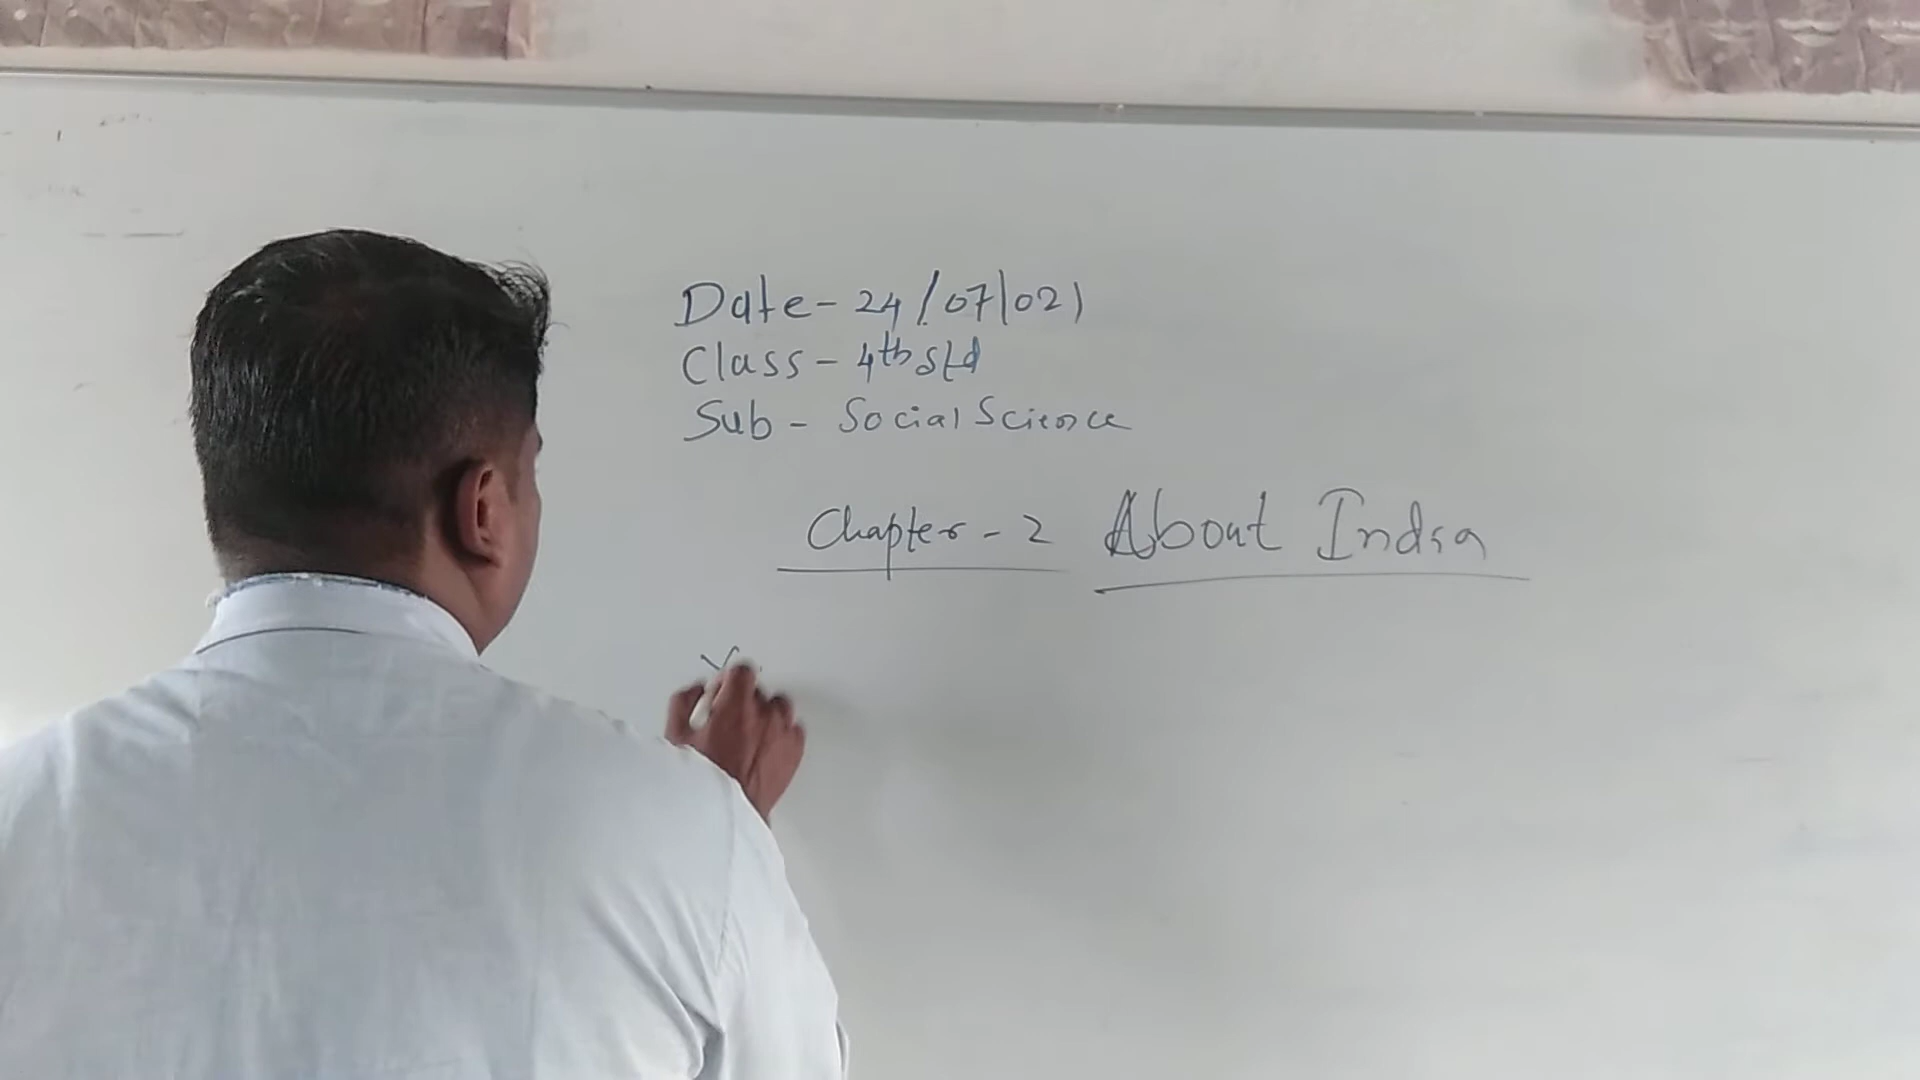 Date - 24/07/021
Class - 4th std
Sub - Social Science
Chapter - 2 About India